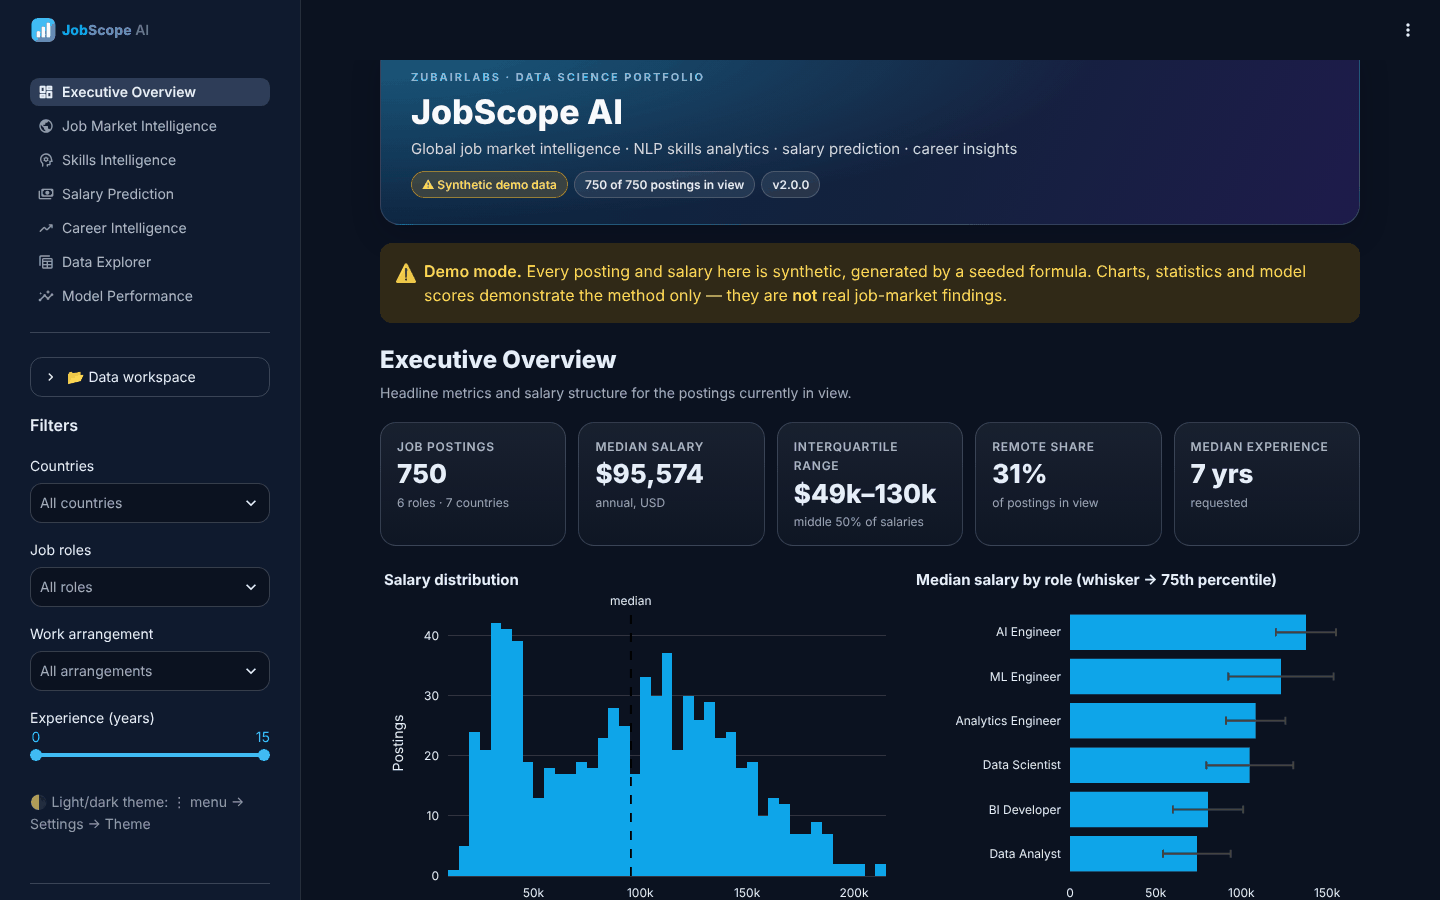 JobScope AI
Executive Overview
Job Market Intelligence
Skills Intelligence
Salary Prediction
Career Intelligence
Data Explorer
Model Performance
📂 Data workspace
Filters
Countries
All countries
Job roles
All roles
Work arrangement
All arrangements
Experience (years)
0 15
🌓 Light/dark theme: ⋮ menu →
Settings → Theme
ZUBAIRLABS · DATA SCIENCE PORTFOLIO
JobScope AI
Global job market intelligence · NLP skills analytics · salary prediction · career insights
⚠ Synthetic demo data
750 of 750 postings in view
v2.0.0
⚠️ Demo mode. Every posting and salary here is synthetic, generated by a seeded formula. Charts, statistics and model
scores demonstrate the method only — they are not real job-market findings.
Executive Overview
Headline metrics and salary structure for the postings currently in view.
JOB POSTINGS
750
6 roles · 7 countries
MEDIAN SALARY
$95,574
annual, USD
INTERQUARTILE
RANGE
$49k–130k
middle 50% of salaries
REMOTE SHARE
31%
of postings in view
MEDIAN EXPERIENCE
7 yrs
requested
Salary distribution
median
Postings
40
30
20
10
0
50k 100k 150k 200k
Median salary by role (whisker → 75th percentile)
AI Engineer
ML Engineer
Analytics Engineer
Data Scientist
BI Developer
Data Analyst
0 50k 100k 150k